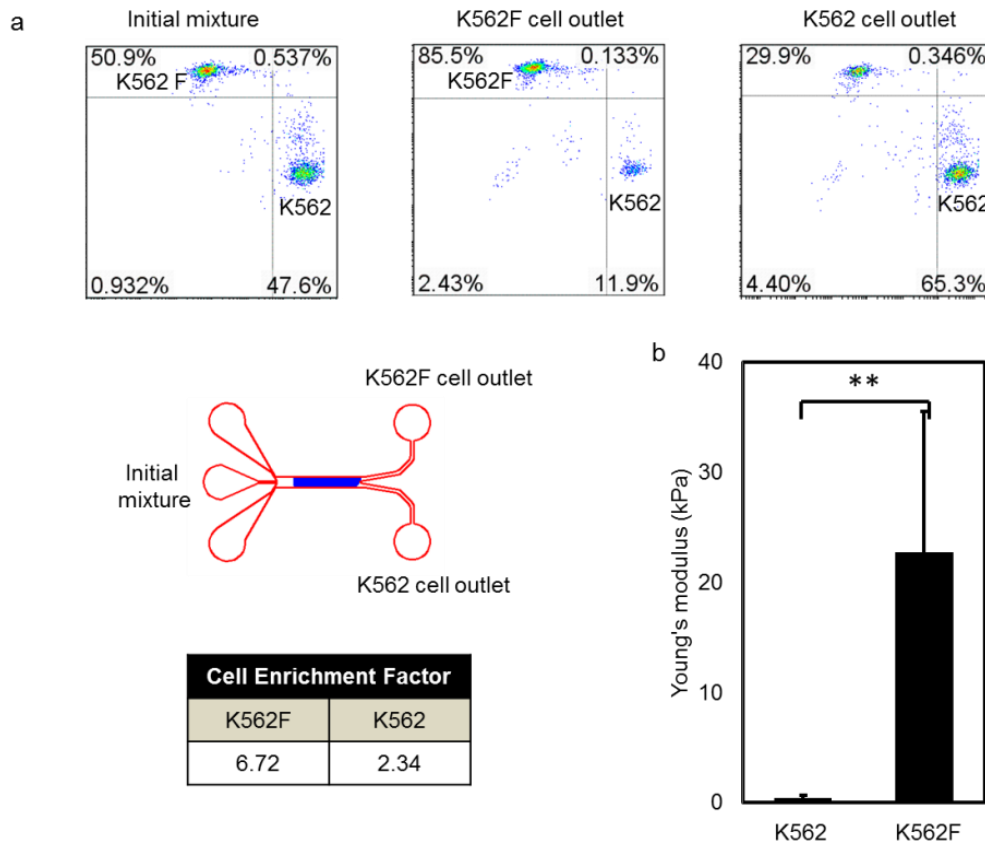 a
Initial mixture
50.9%
0.537%
K562 F
K562
0.932%
47.6%
K562F cell outlet
85.5%
0.133%
K562F
K562
2.43%
11.9%
K562 cell outlet
29.9%
0.346%
K562
4.40%
65.3%
K562F cell outlet
Initial
mixture
K562 cell outlet
Cell Enrichment Factor
K562F K562
6.72 2.34
b
40
**
30
20
10
0
Young's modulus (kPa)
K562 K562F